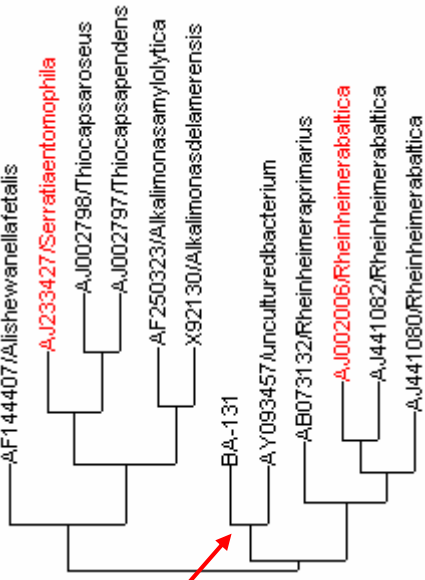 AF144407/Alishewanellafetalis
AJ233427/Serratiaentomophila
AJ002798/Thiocapsaroseus
AJ002797/Thiocapsapendens
AF250323/Alkalimonasamylolytica
X92130/Alkalimonasdelamerensis
BA-131
AY093457/unculturedbacterium
AB073132/Rheinheimeraprimarius
AJ002006/Rheinheimerabaltica
AJ441082/Rheinheimerabaltica
AJ441080/Rheinheimerabaltica